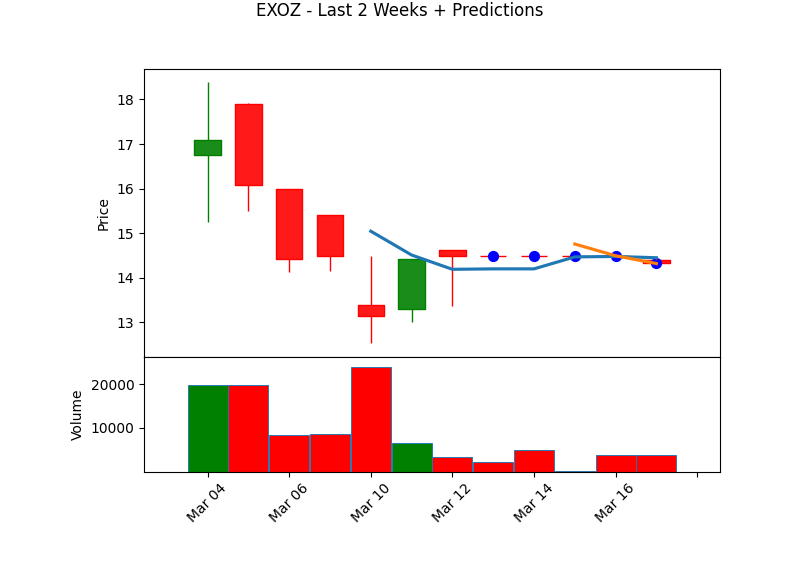 EXOZ - Last 2 Weeks + Predictions
18
17
16
15
14
13
Price
20000
10000
Volume
Mar 04
Mar 06
Mar 10
Mar 12
Mar 14
Mar 16